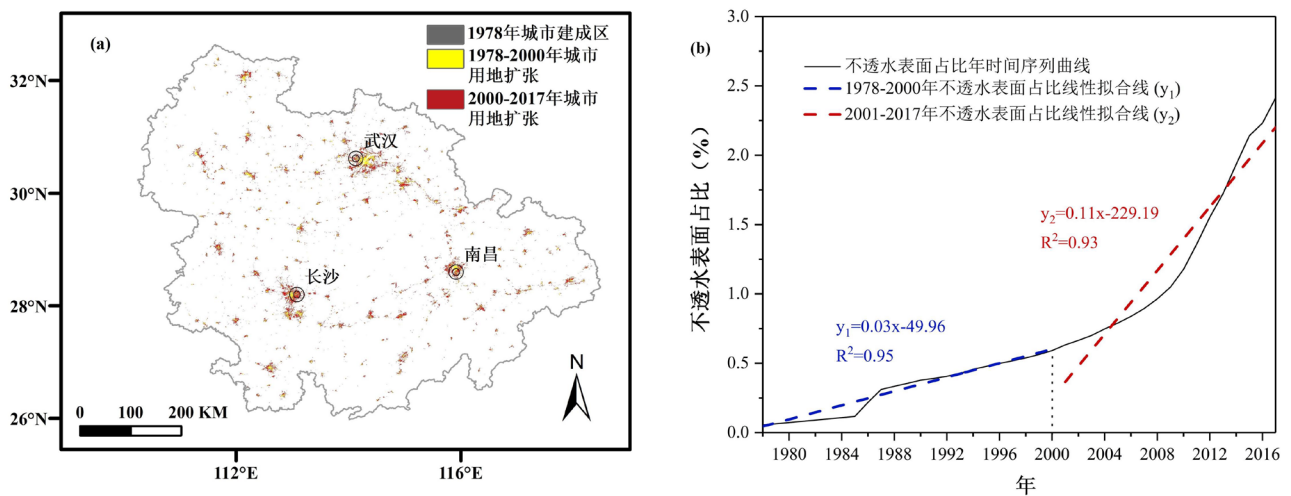 (a)
1978年城市建成区
1978-2000年城市
用地扩张
2000-2017年城市
用地扩张
32°N
30°N
28°N
26°N
武汉
南昌
长沙
N
0 100 200 KM
112°E 116°E
(b)
3.0
2.5
2.0
1.5
1.0
0.5
0.0
不透水表面占比（%）
不透水表面占比年时间序列曲线
1978-2000年不透水表面占比线性拟合线 (y₁)
2001-2017年不透水表面占比线性拟合线 (y₂)
y₂=0.11x-229.19
R²=0.93
y₁=0.03x-49.96
R²=0.95
1980 1984 1988 1992 1996 2000 2004 2008 2012 2016
年